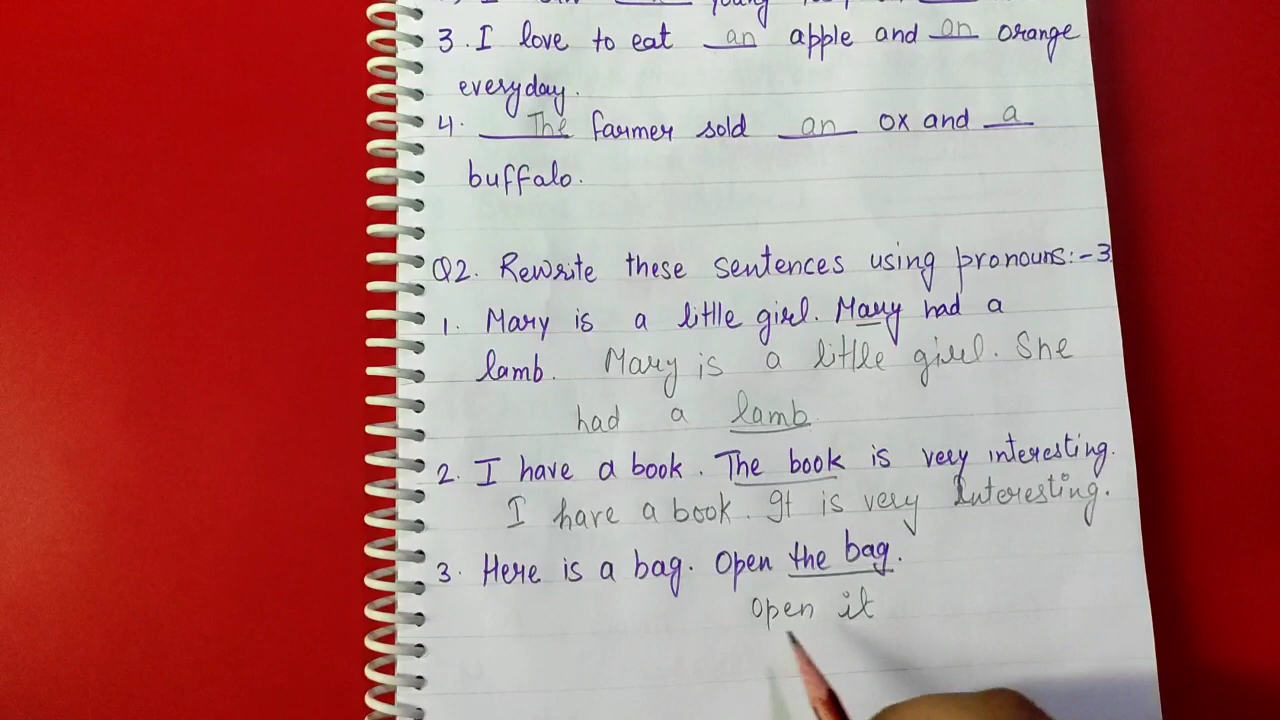 young
3. I love to eat an apple and an orange
everyday.
4. The farmer sold an ox and a
buffalo.
Q2. Rewrite these sentences using pronouns:-3
1. Mary is a little girl. Mary had a
lamb. Mary is a little girl. She
had a lamb
2. I have a book. The book is very interesting.
I have a book. It is very Interesting.
3. Here is a bag. Open the bag.
open it